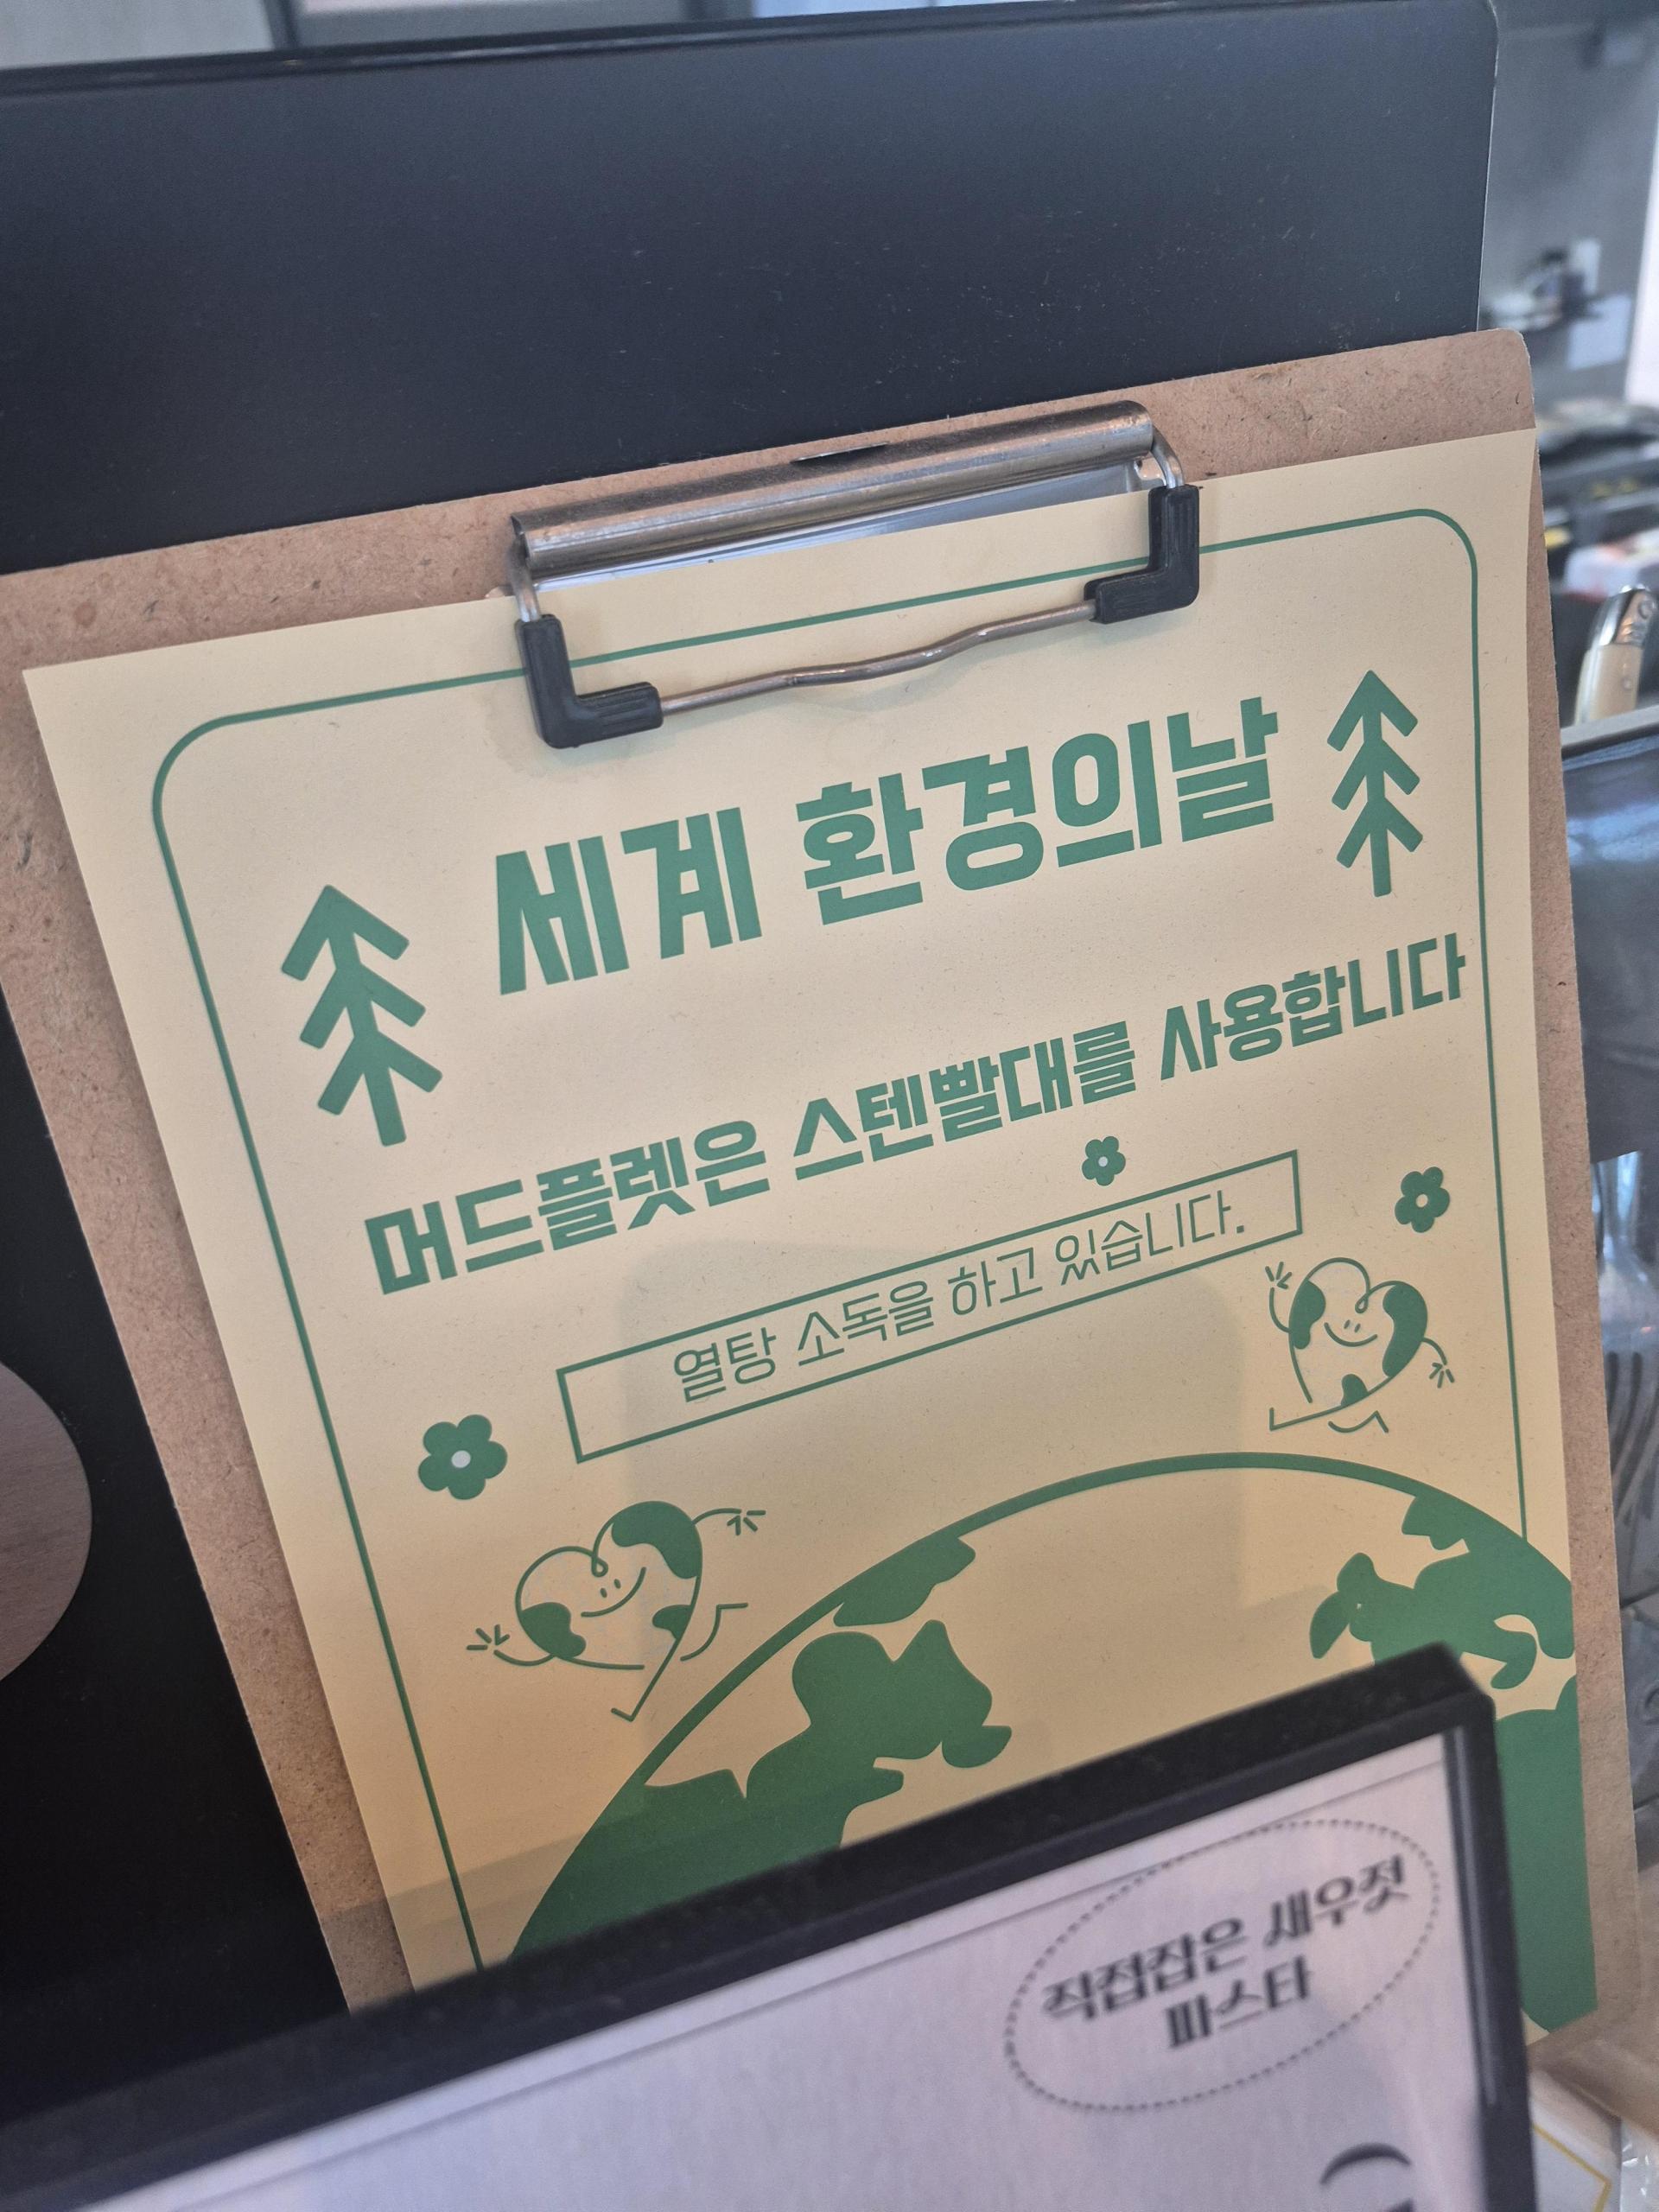 세계 환경의날
머드플렛은 스텐빨대를 사용합니다
열탕 소독을 하고 있습니다.
직접잡은 새우젓
파스타